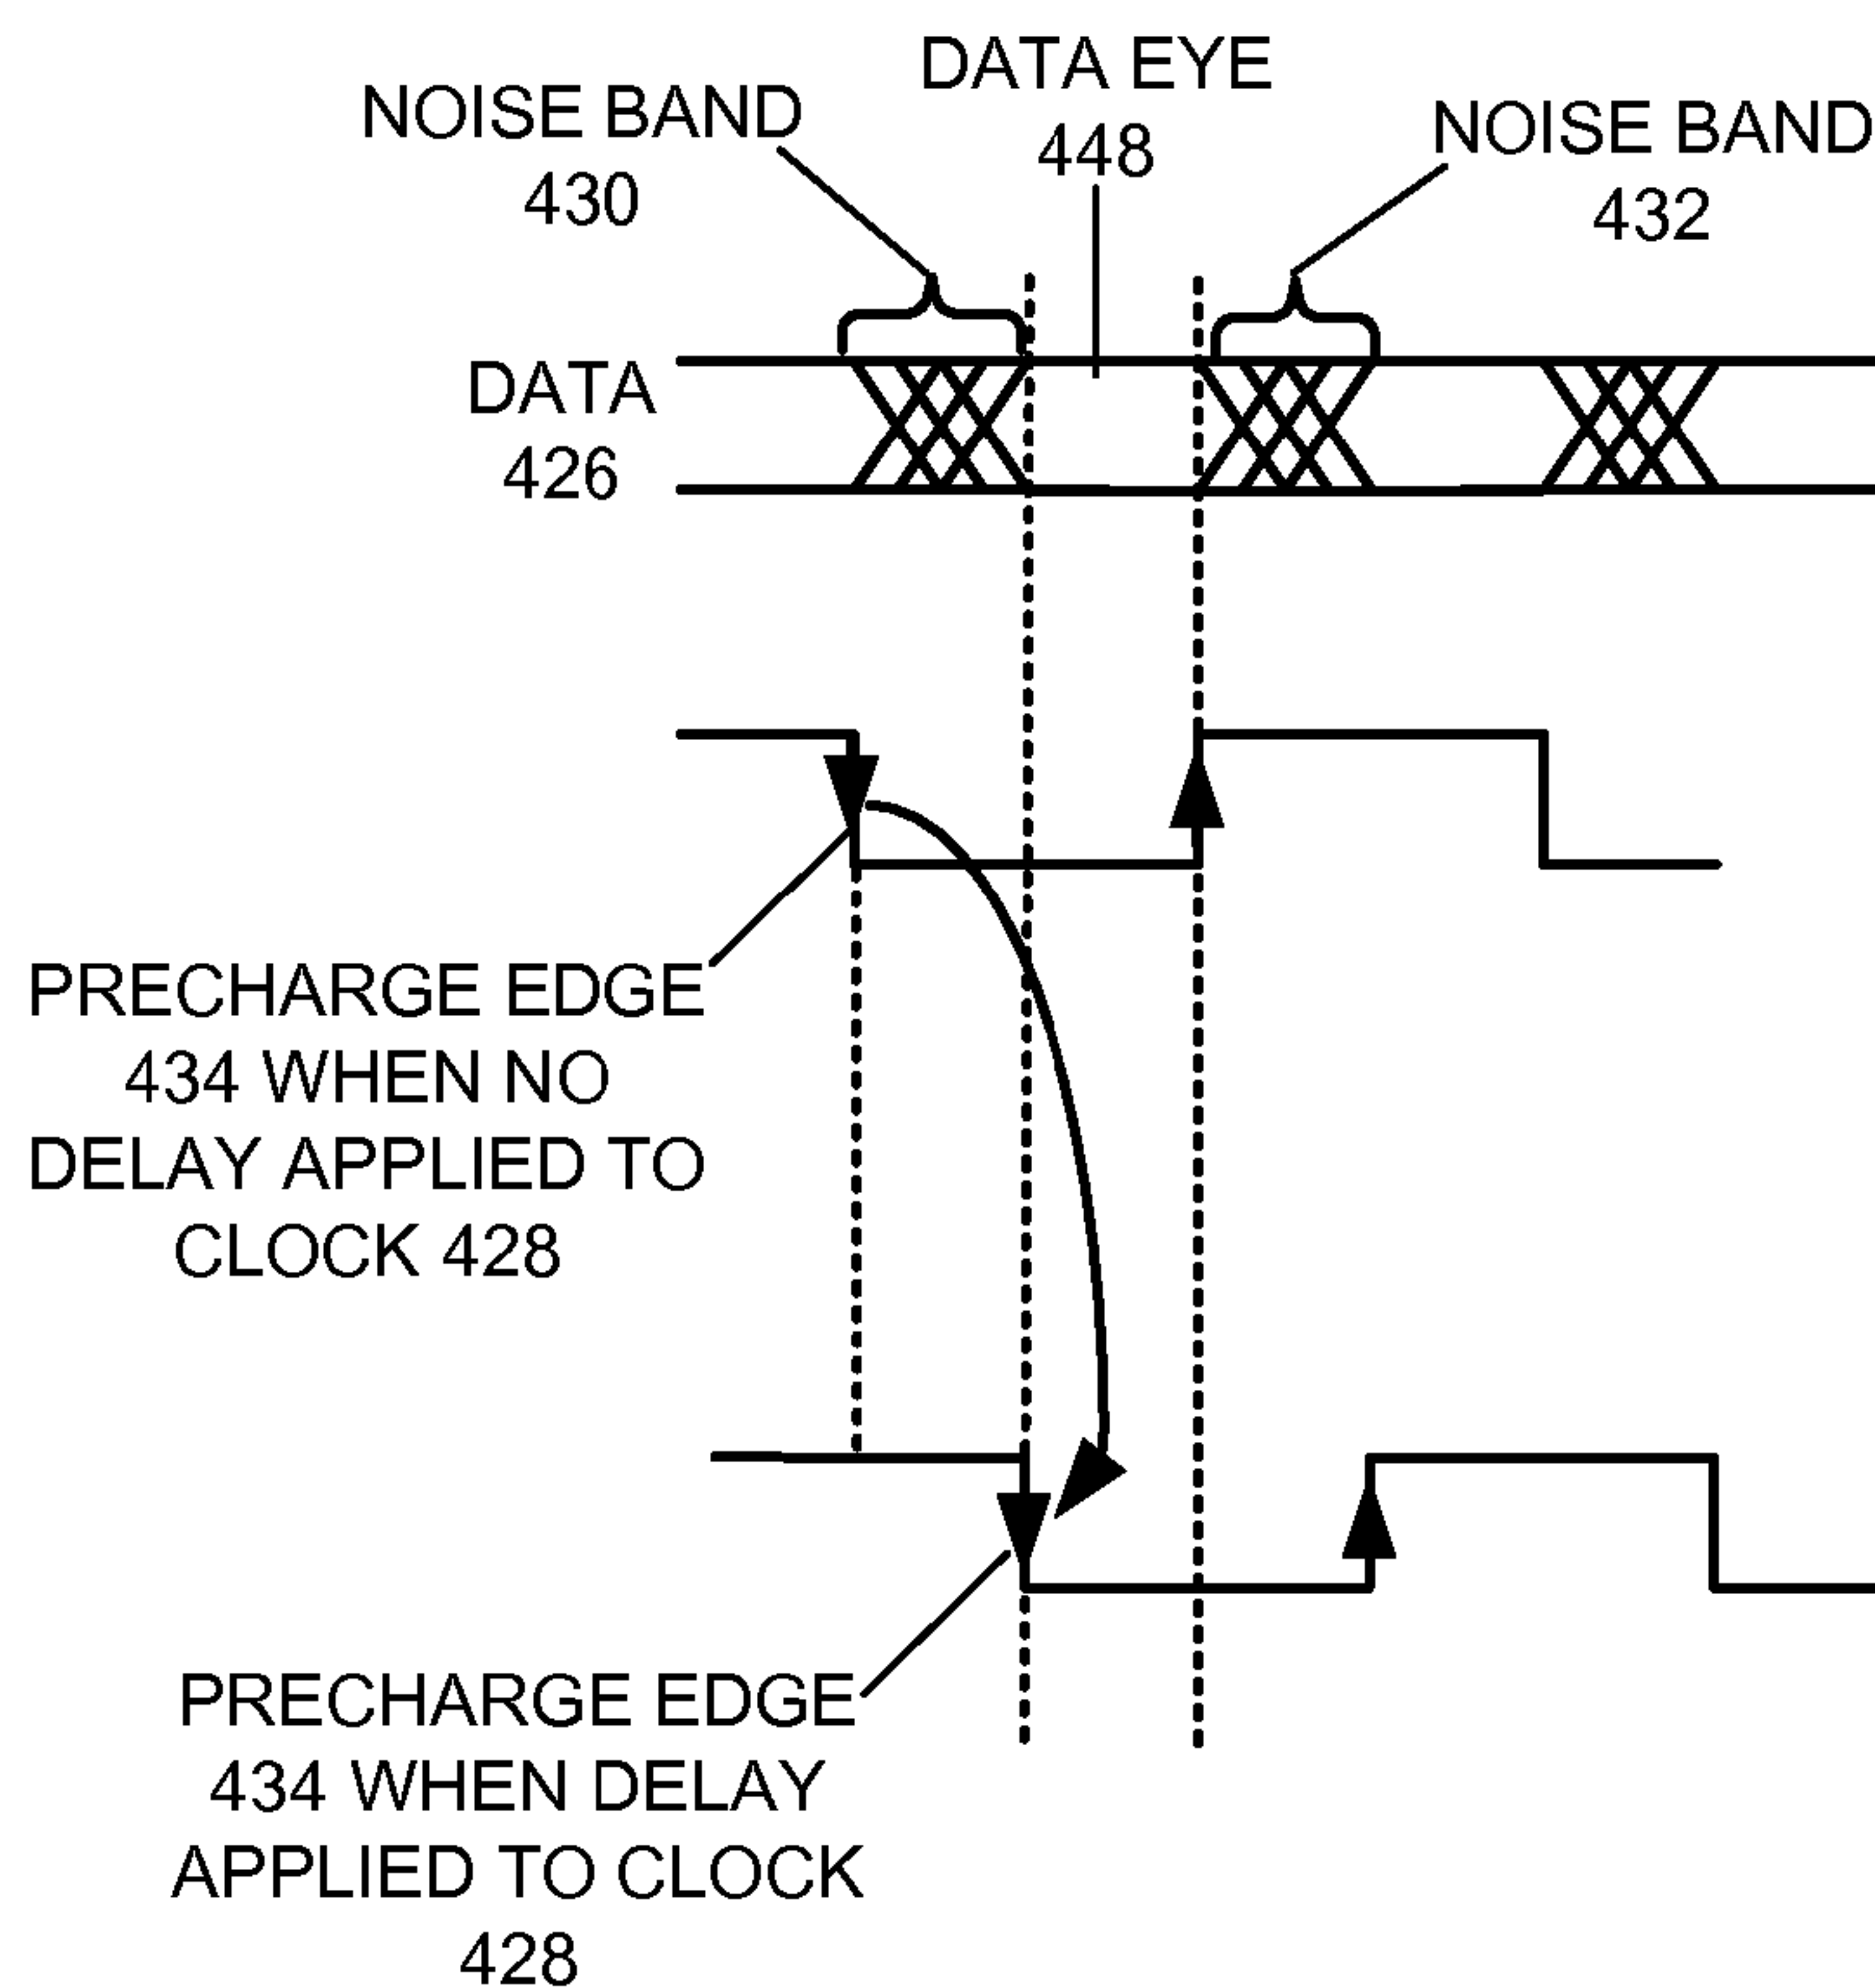 DATA EYE
448
NOISE BAND
430
NOISE BAND
432
DATA
426
PRECHARGE EDGE
434 WHEN NO
DELAY APPLIED TO
CLOCK 428
PRECHARGE EDGE
434 WHEN DELAY
APPLIED TO CLOCK
428